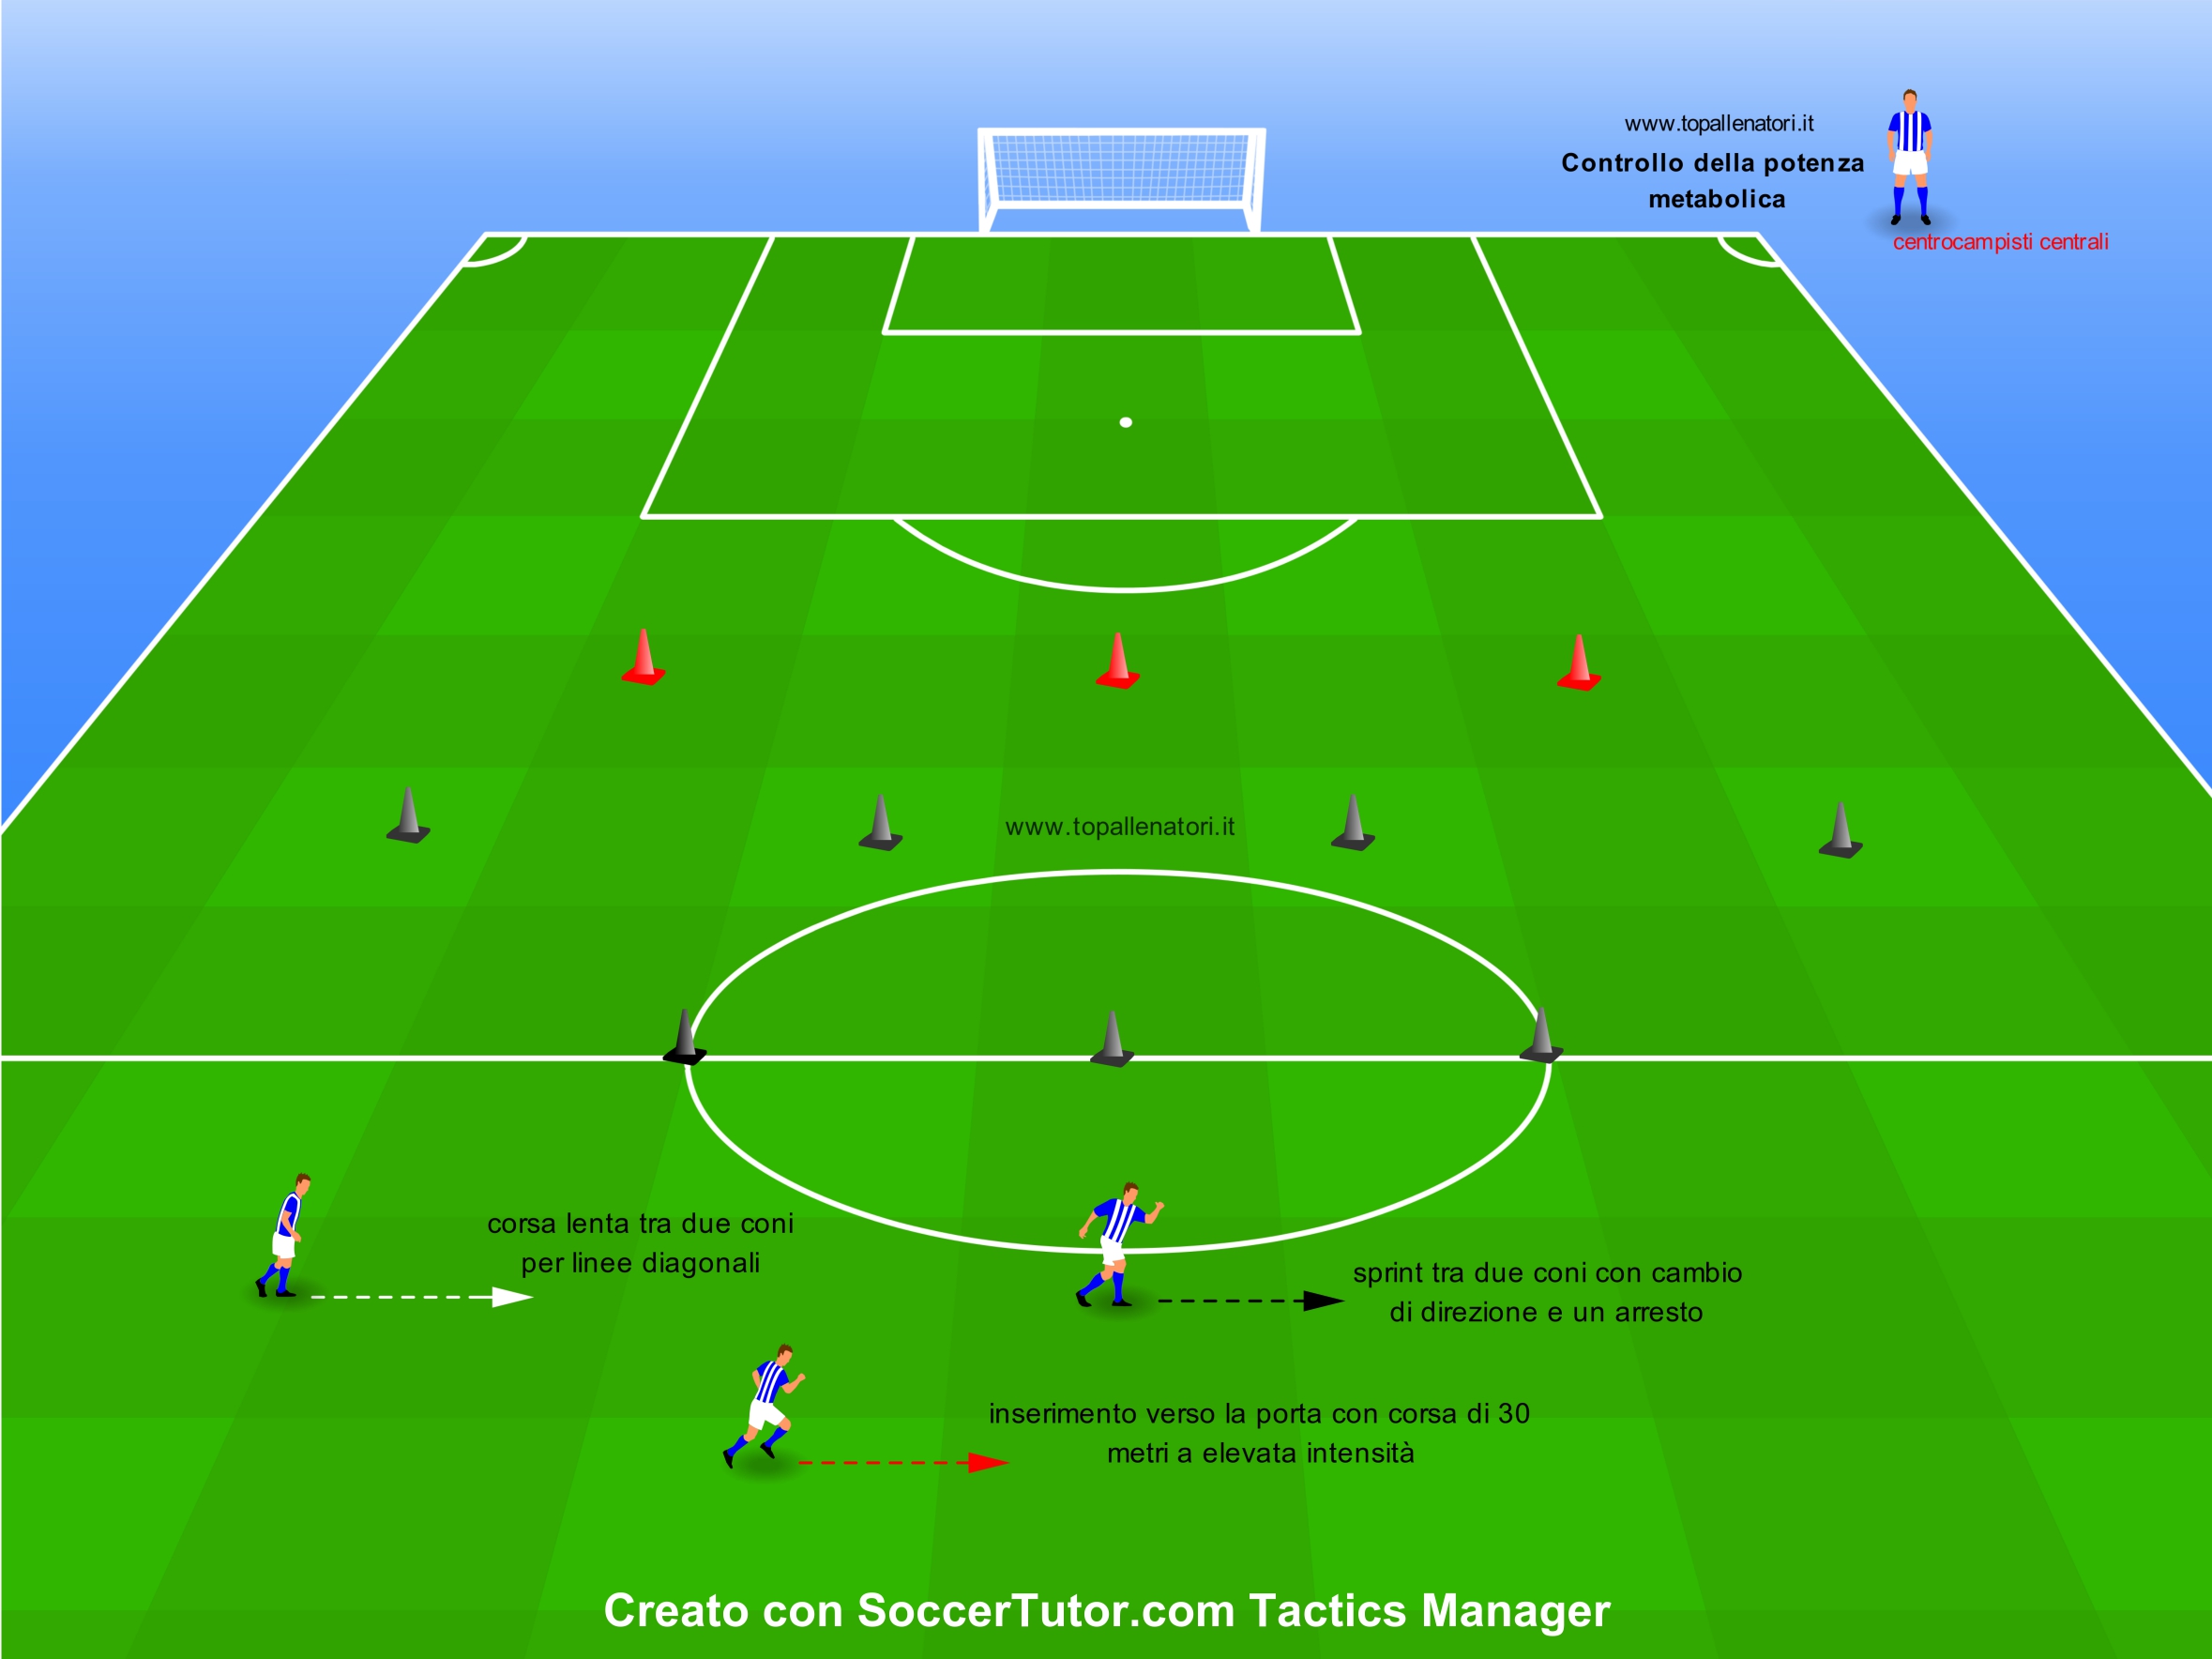 www.topallenatori.it
Controllo della potenza
metabolica
centrocampisti centrali
www.topallenatori.it
corsa lenta tra due coni
per linee diagonali
sprint tra due coni con cambio
di direzione e un arresto
inserimento verso la porta con corsa di 30
metri a elevata intensità
Creato con SoccerTutor.com Tactics Manager